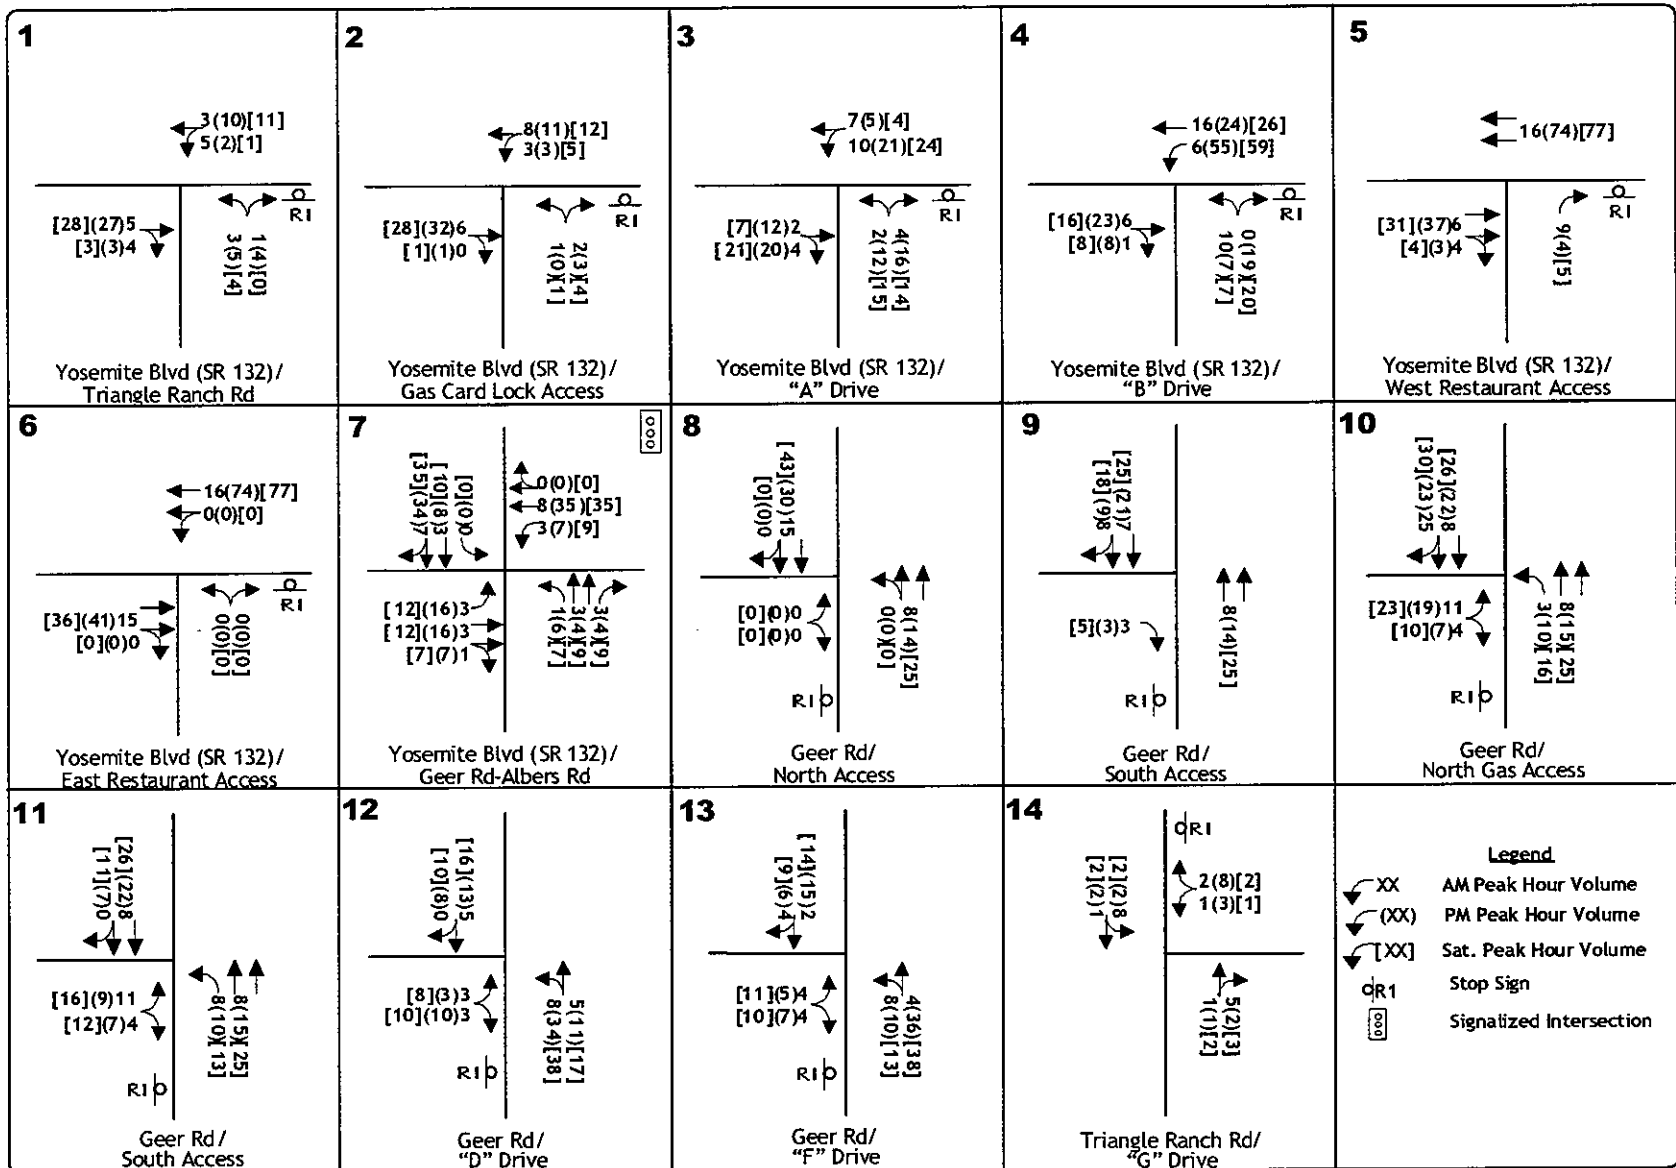 1
3(10)[11]
5(2)[1]
R1
[28](27)5
[3](3)4
1(4)[0]
3(5)[4]
Yosemite Blvd (SR 132)/
Triangle Ranch Rd
2
8(11)[12]
3(3)[5]
R1
[28](32)6
[1](1)0
2(3)[4]
1(0)[1]
Yosemite Blvd (SR 132)/
Gas Card Lock Access
3
7(5)[4]
10(21)[24]
R1
[7](12)2
[21](20)4
4(16)[14]
2(12)[15]
Yosemite Blvd (SR 132)/
"A" Drive
4
16(24)[26]
6(55)[59]
R1
[16](23)6
[8](8)1
0(19)[20]
10(7)[7]
Yosemite Blvd (SR 132)/
"B" Drive
5
16(74)[77]
R1
[31](37)6
[4](3)4
9(4)[5]
Yosemite Blvd (SR 132)/
West Restaurant Access
6
16(74)[77]
0(0)[0]
R1
[36](41)15
[0](0)0
0(0)[0]
0(0)[0]
Yosemite Blvd (SR 132)/
East Restaurant Access
7
[0](0)0
[10](8)3
[35](34)7
0(0)[0]
8(35)[35]
3(7)[9]
[12](16)3
[12](16)3
[7](7)1
3(4)[9]
3(4)[9]
1(6)[7]
Yosemite Blvd (SR 132)/
Geer Rd-Albers Rd
8
[43](30)15
[0](0)0
[0](0)0
[0](0)0
8(14)[25]
0(0)[0]
R1
Geer Rd/
North Access
9
[25](21)7
[18](9)8
[5](3)3
8(14)[25]
R1
Geer Rd/
South Access
10
[26](22)8
[30](23)25
[23](19)11
[10](7)4
8(15)[25]
3(10)[16]
R1
Geer Rd/
North Gas Access
11
[26](22)8
[11](7)0
[16](9)11
[12](7)4
8(15)[25]
8(10)[13]
R1
Geer Rd/
South Access
12
[16](13)5
[10](8)0
[8](3)3
[10](10)3
5(11)[17]
8(34)[38]
R1
Geer Rd/
"D" Drive
13
[14](15)2
[9](6)4
[11](5)4
[10](7)4
4(36)[38]
8(10)[13]
R1
Geer Rd/
"F" Drive
14
R1
[2](2)8
[2](2)1
2(8)[2]
1(3)[1]
5(2)[3]
1(1)[2]
Triangle Ranch Rd/
"G" Drive
Legend
XX AM Peak Hour Volume
(XX) PM Peak Hour Volume
[XX] Sat. Peak Hour Volume
R1 Stop Sign
Signalized Intersection